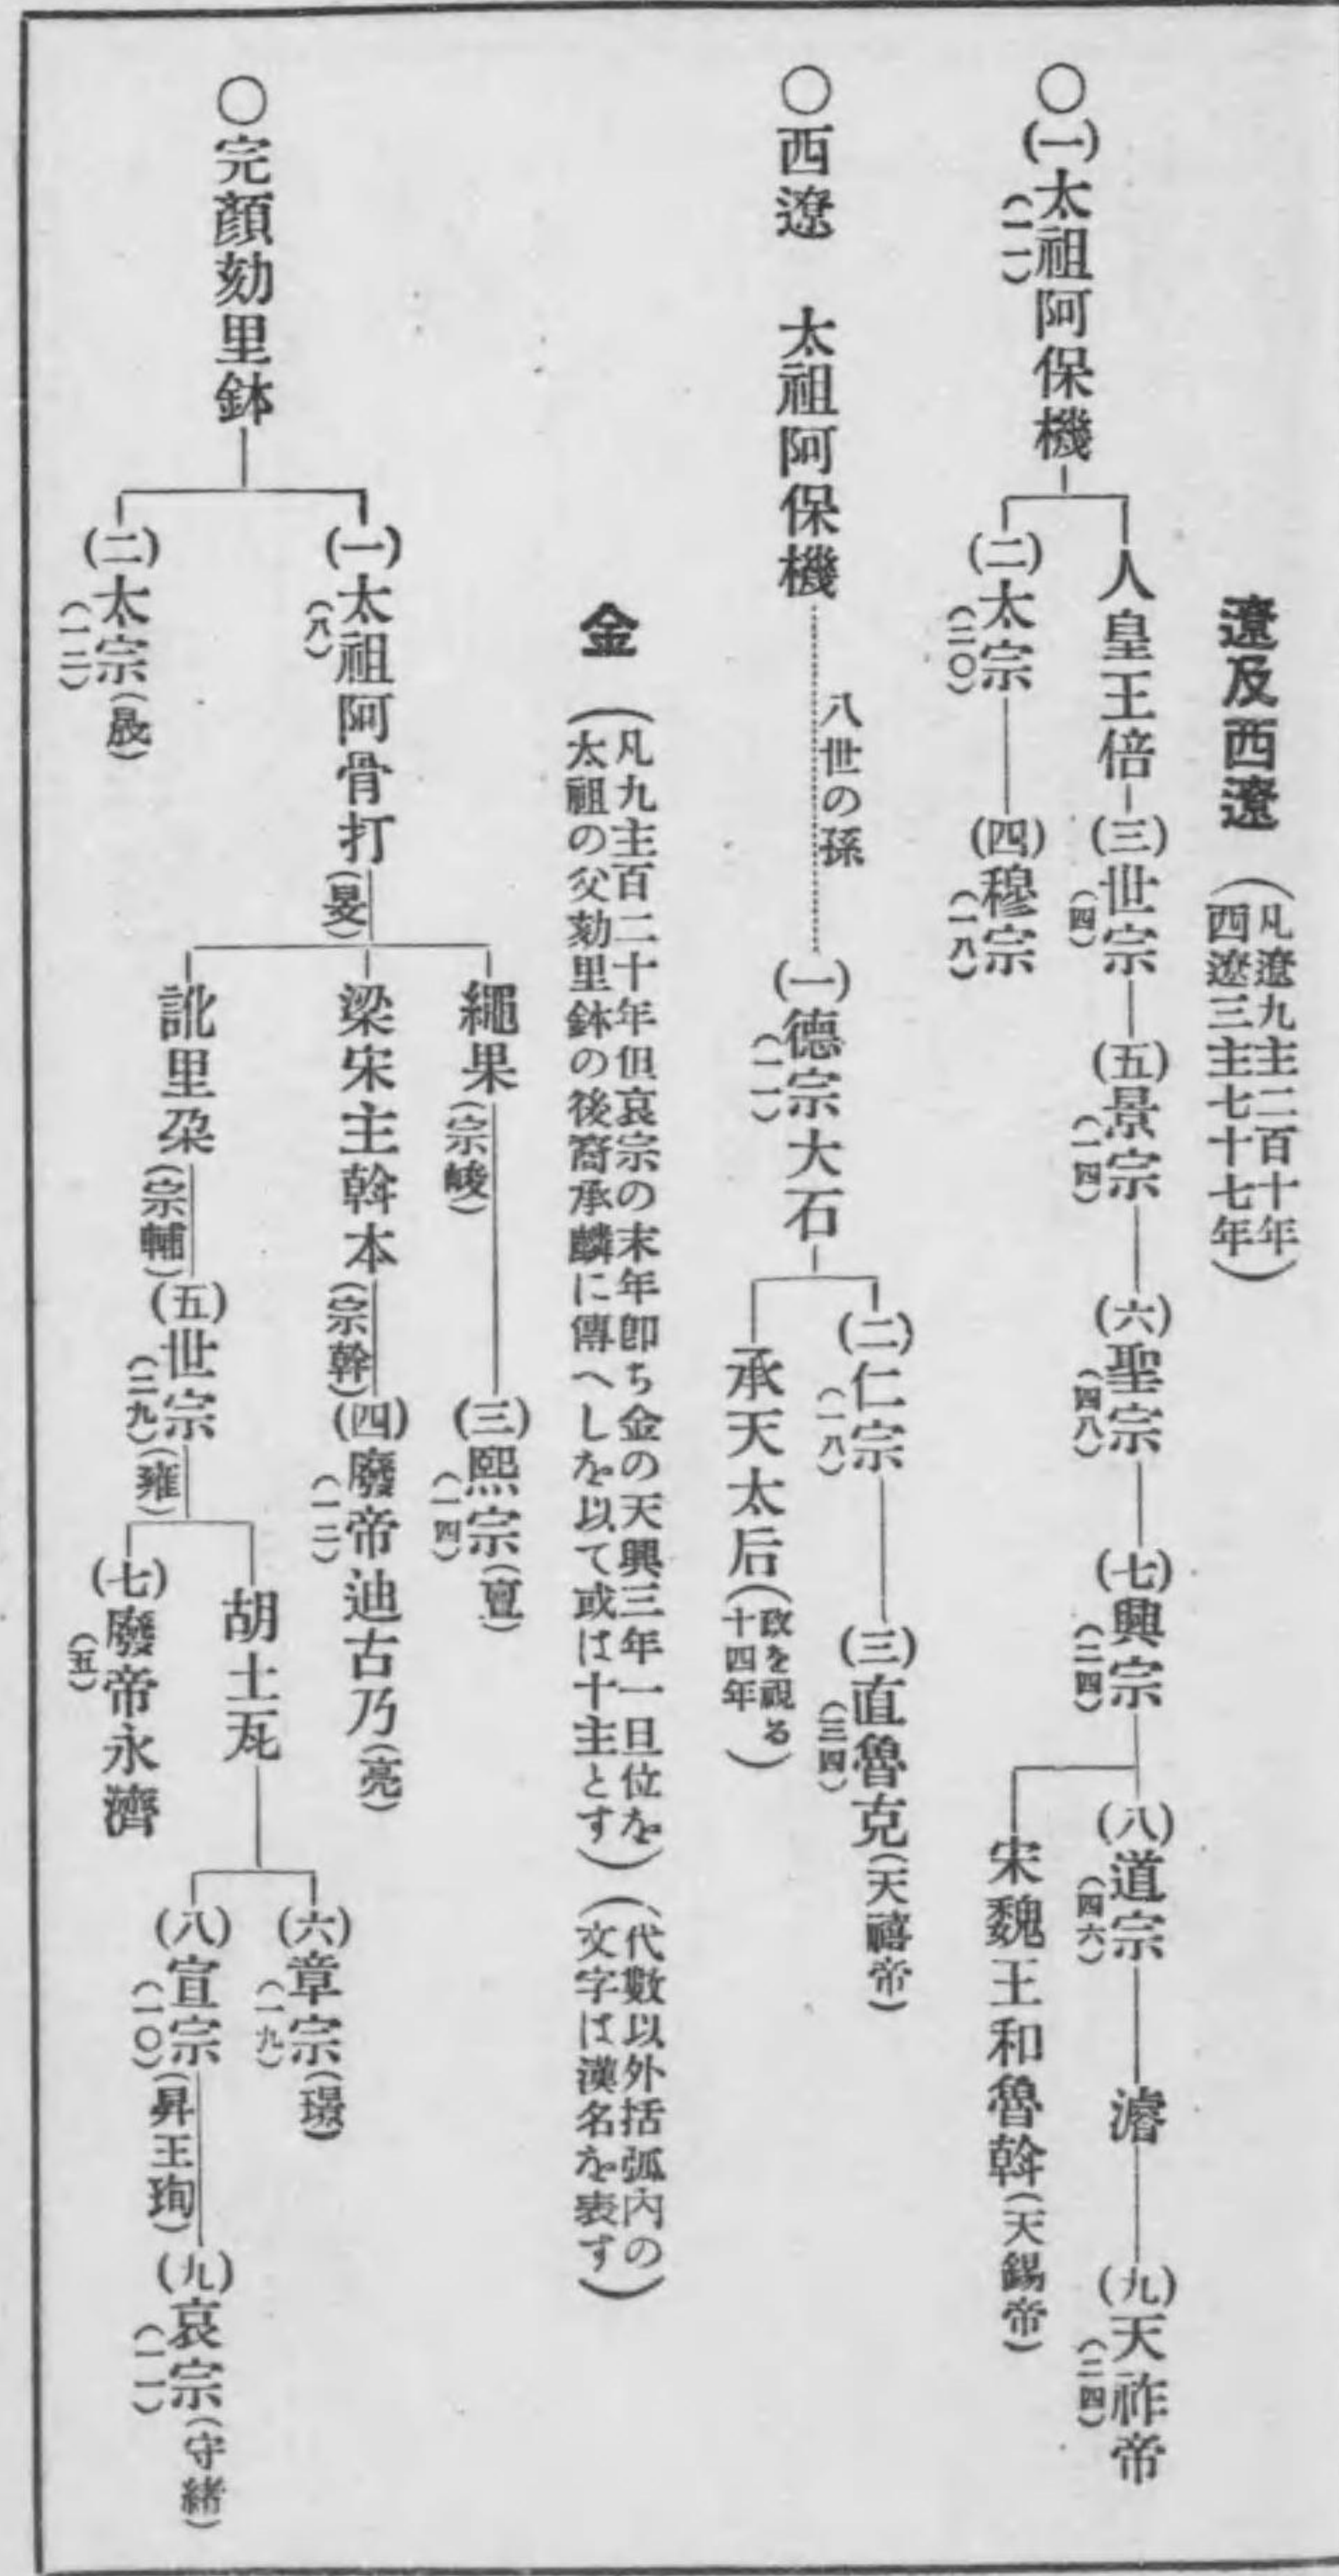 遼及西遼
(凡遼九主二百十年
西遼三主七十七年)
○(一)太祖阿保機
(一一)
人皇王倍
(三)世宗
(四)
(五)景宗
(一四)
(六)聖宗
(四八)
(七)興宗
(二四)
(八)道宗
(四六)
濬
(九)天祚帝
(二四)
(二)太宗
(二〇)
(四)穆宗
(一八)
宋魏王和魯斡(天錫帝)
○西遼 太祖阿保機
八世の孫
(一)德宗大石
(一一)
(二)仁宗
(一八)
(三)直魯克(天禧帝)
(三四)
承天太后(政を視る
十四年)
金
(凡九主百二十年但哀宗の末年卽ち金の天興三年一旦位を
太祖の父劾里鉢の後裔承麟に傳へしを以て或は十主とす)
(代數以外括弧內の
文字は漢名を表す)
○完顏劾里鉢
(一)太祖阿骨打(旻)
(八)
繩果(宗峻)
(三)熙宗(亶)
(一四)
梁宋主斡本(宗幹)
(四)廢帝迪古乃(亮)
(一二)
訛里朶(宗輔)
(五)世宗(雍)
(二九)
胡土瓦
(六)章宗(璟)
(一九)
(八)宣宗(昇王珣)
(一〇)
(九)哀宗(守緖)
(一一)
(七)廢帝永濟
(五)
(二)太宗(晟)
(一二)